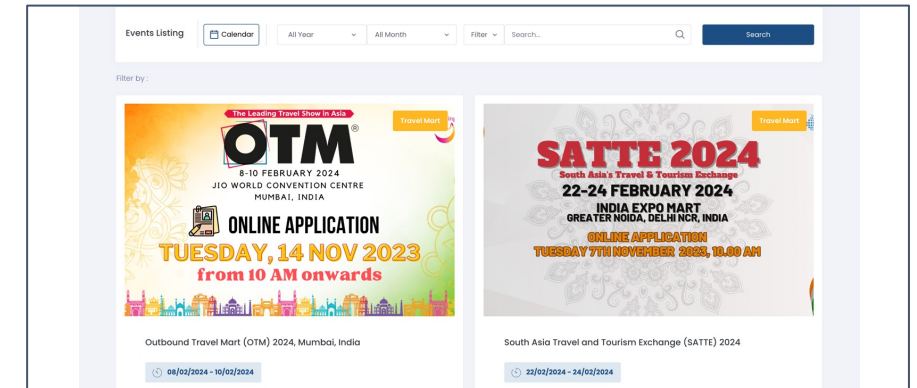 Events Listing
Calendar
All Year
All Month
Filter
Search...
Search
Filter by :
The Leading Travel Show in Asia
Travel Mart
OTM®
8-10 FEBRUARY 2024
JIO WORLD CONVENTION CENTRE
MUMBAI, INDIA
ONLINE APPLICATION
TUESDAY, 14 NOV 2023
from 10 AM onwards
Outbound Travel Mart (OTM) 2024, Mumbai, India
08/02/2024 - 10/02/2024
Travel Mart
SATTE 2024
South Asia's Travel & Tourism Exchange
22-24 FEBRUARY 2024
INDIA EXPO MART
GREATER NOIDA, DELHI NCR, INDIA
ONLINE APPLICATION
TUESDAY 7TH NOVEMBER 2023, 10.00 AM
South Asia Travel and Tourism Exchange (SATTE) 2024
22/02/2024 - 24/02/2024